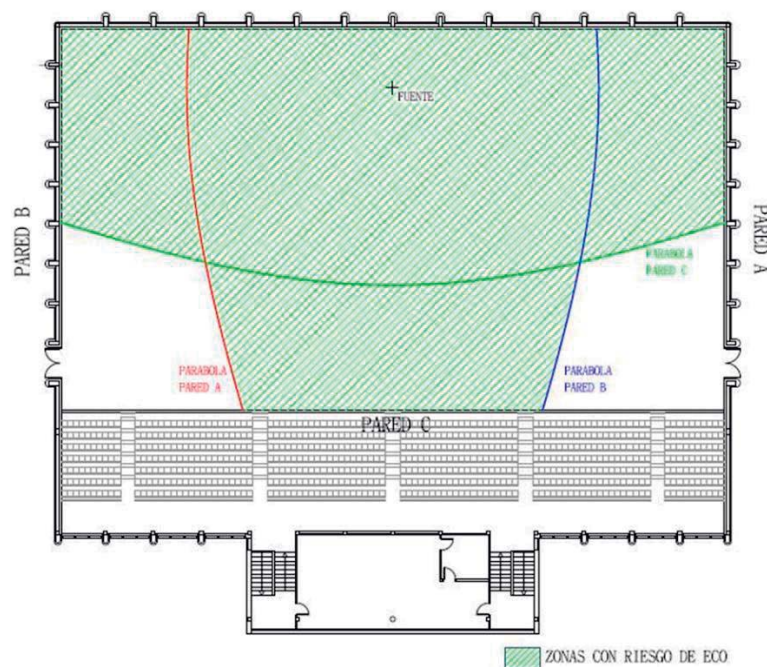 FUENTE
PARED B
PARED A
PARABOLA
PARED C
PARABOLA
PARED A
PARABOLA
PARED B
PARED C
ZONAS CON RIESGO DE ECO